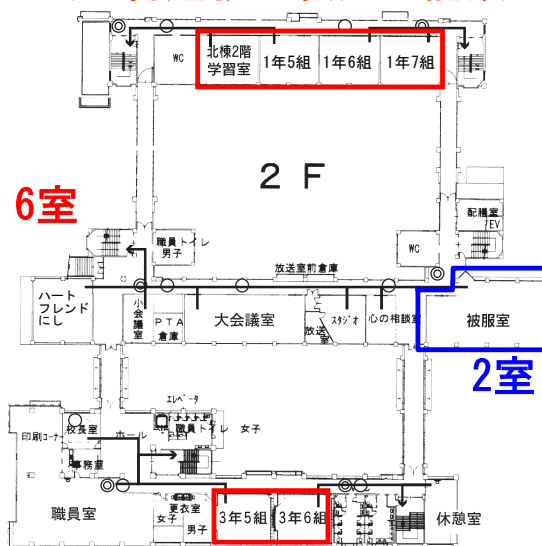 WC
北棟2階
学習室
1年5組
1年6組
1年7組
2 F
6室
配膳室
EV
職員トイレ
男子
WC
放送室前倉庫
ハート
フレンド
にし
小会議室
PTA
倉庫
大会議室
放送室
スタジオ
心の相談室
被服室
2室
エレベータ
校長室
印刷コーナー
ホール
職員トイレ 女子
事務室
職員室
更衣室
女子
男子
3年5組
3年6組
休憩室